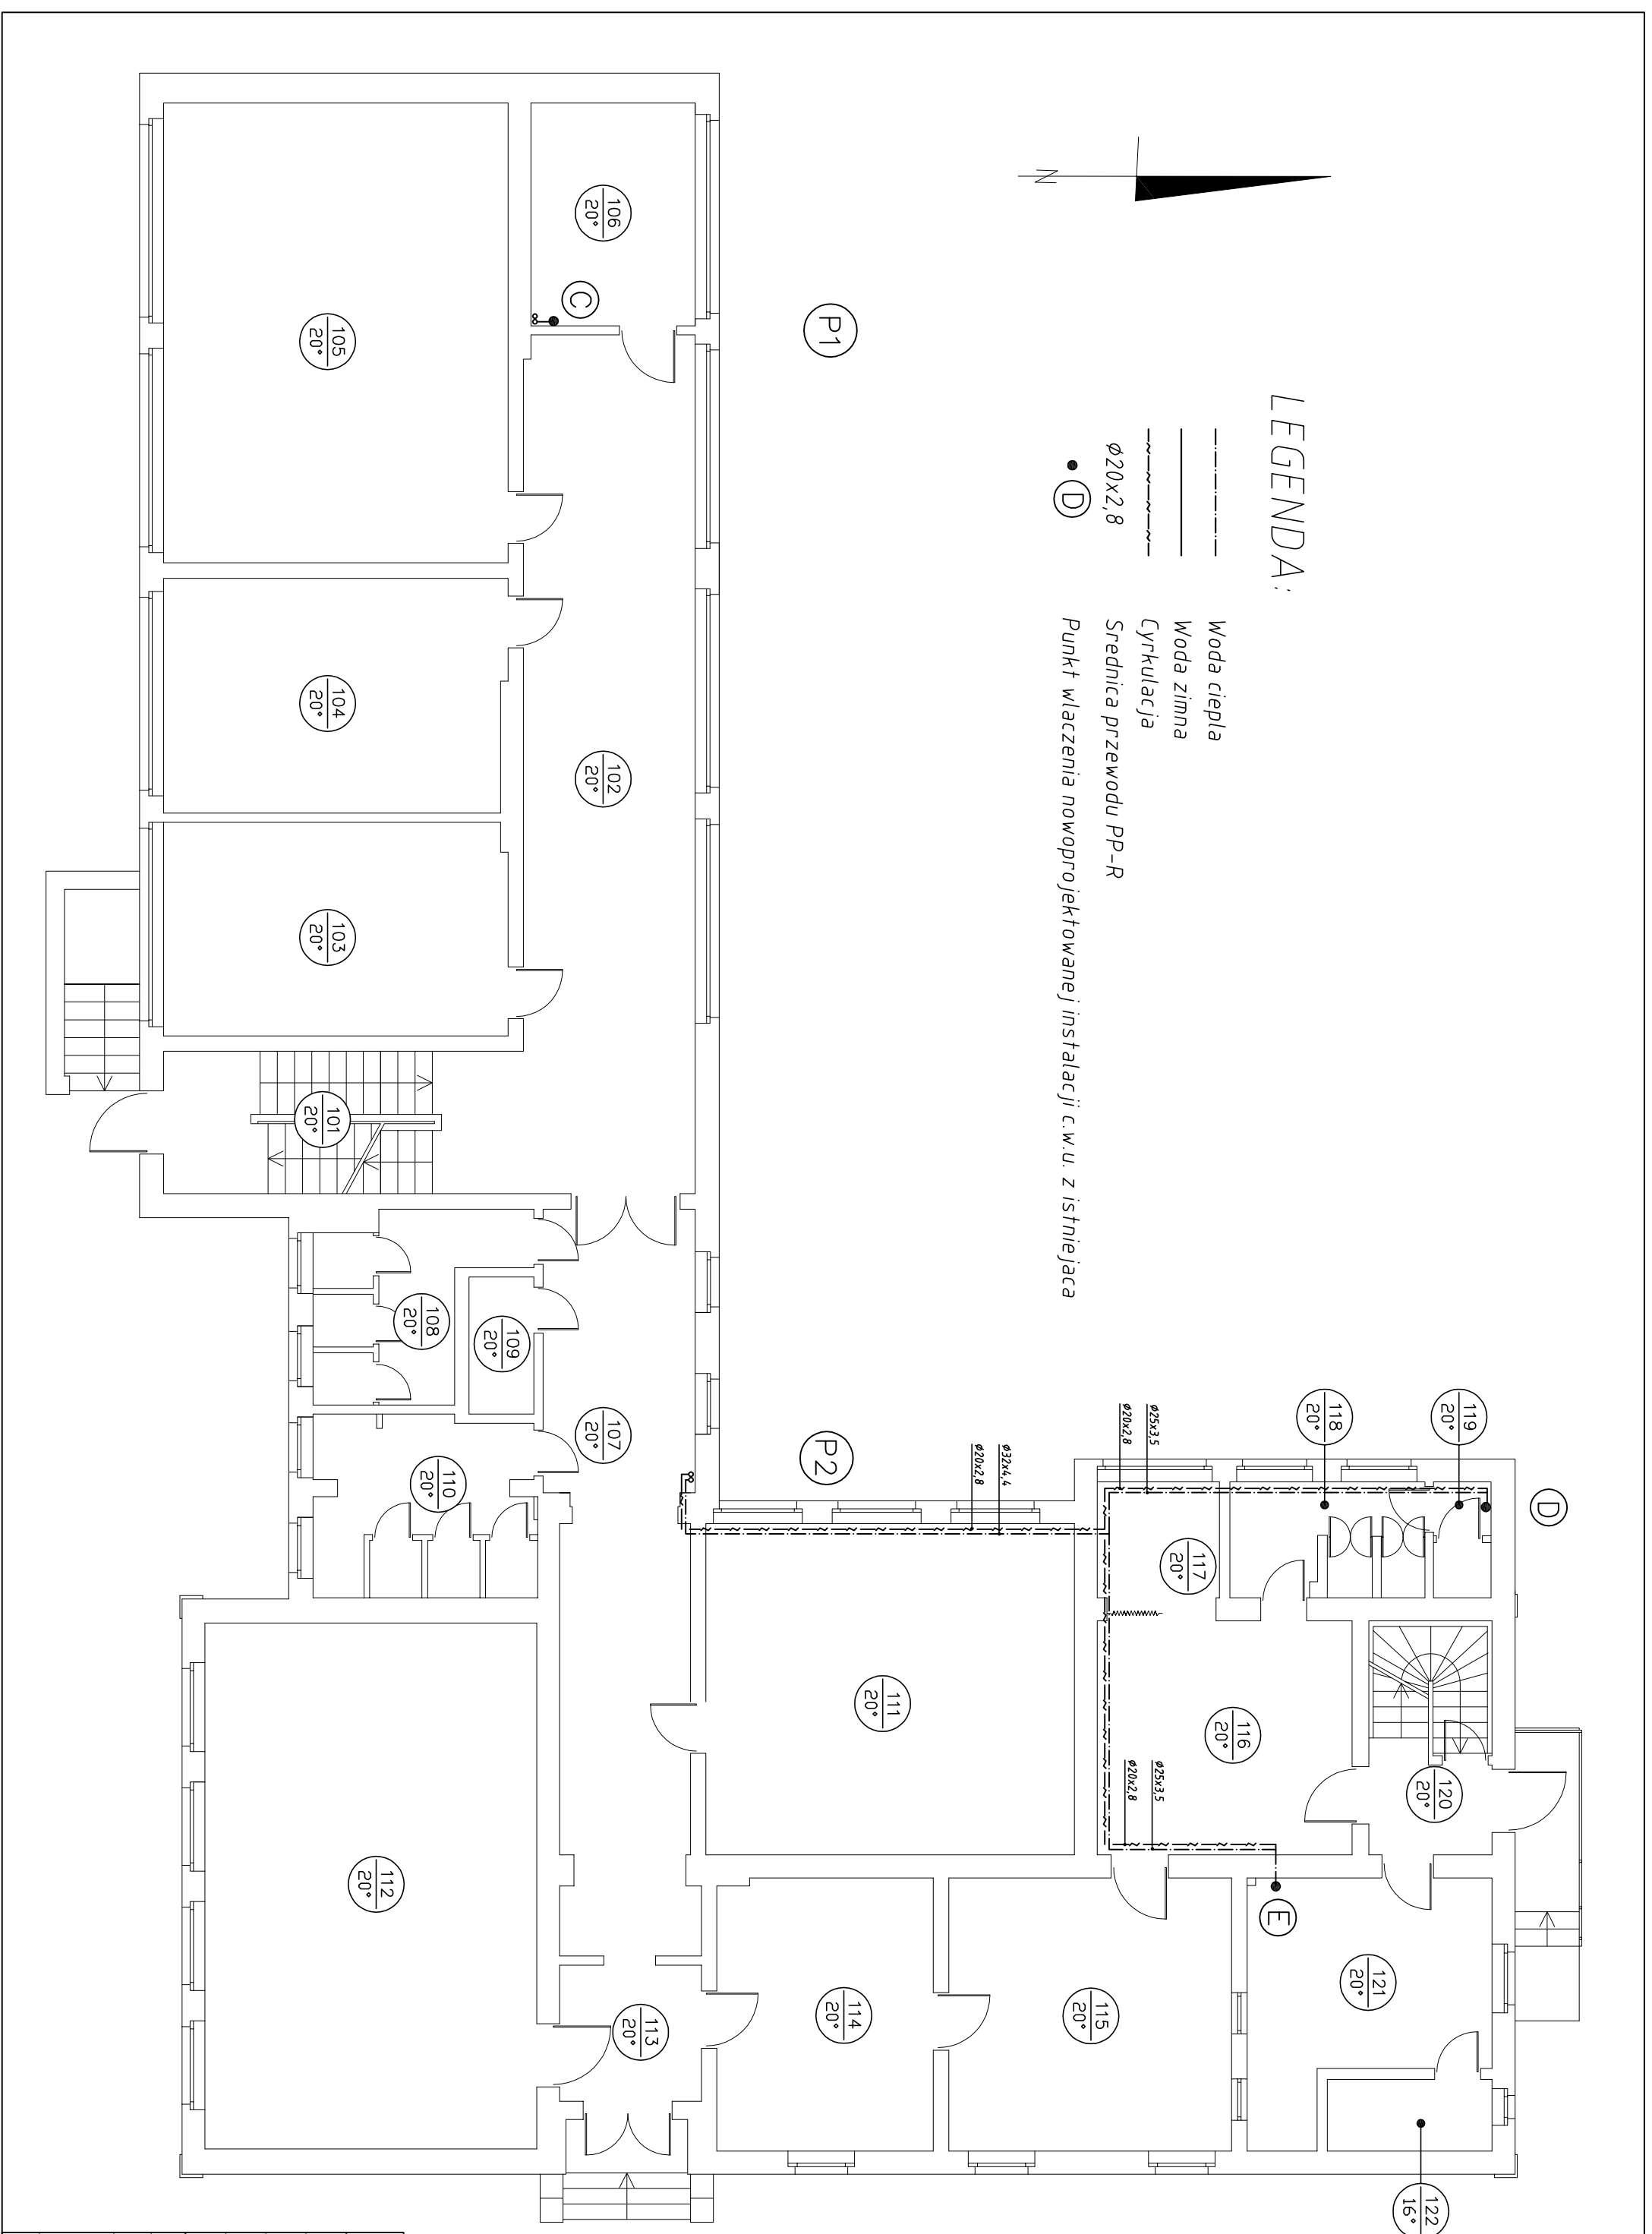 LEGENDA:
Woda ciepla
Woda zimna
Cyrkulacja
Ø20x2,8 Srednica przewodu PP-R
D Punkt wlaczenia nowoprojektowanej instalacji c.w.u. z istniejaca
N
P1
P2
C
D
E
101
20°
102
20°
103
20°
104
20°
105
20°
106
20°
107
20°
108
20°
109
20°
110
20°
111
20°
112
20°
113
20°
114
20°
115
20°
116
20°
117
20°
118
20°
119
20°
120
20°
121
20°
122
16°
Ø25x3,5
Ø20x2,8
Ø32x4,4
Ø20x2,8
Ø25x3,5
Ø20x2,8